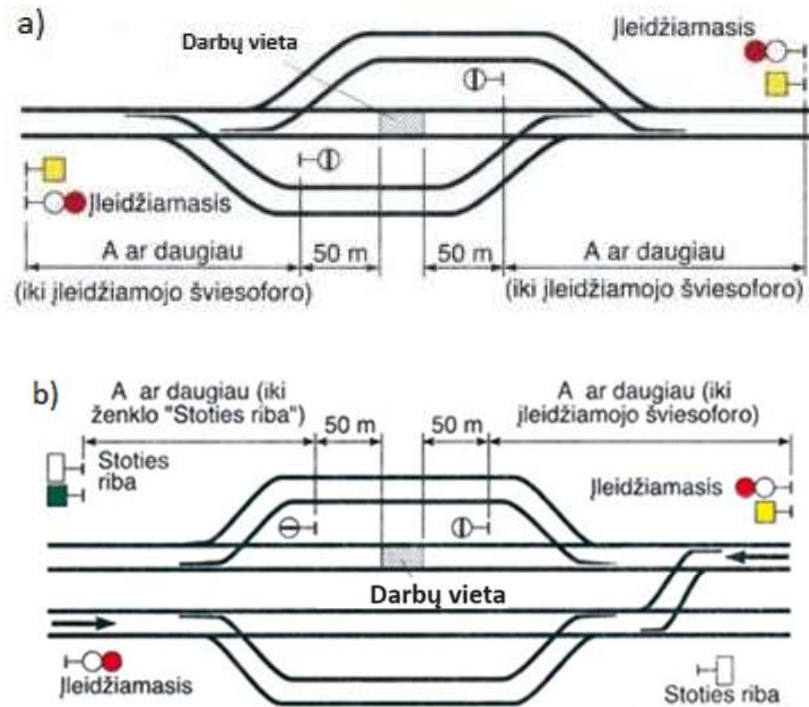 a)
Darbų vieta
Įleidžiamasis
Įleidžiamasis
A ar daugiau
50 m
50 m
A ar daugiau
(iki įleidžiamojo šviesoforo)
(iki įleidžiamojo šviesoforo)
b)
A ar daugiau (iki
ženklo "Stoties riba")
50 m
50 m
A ar daugiau (iki
įleidžiamojo šviesoforo)
Stoties
riba
Įleidžiamasis
Darbų vieta
Įleidžiamasis
Stoties riba